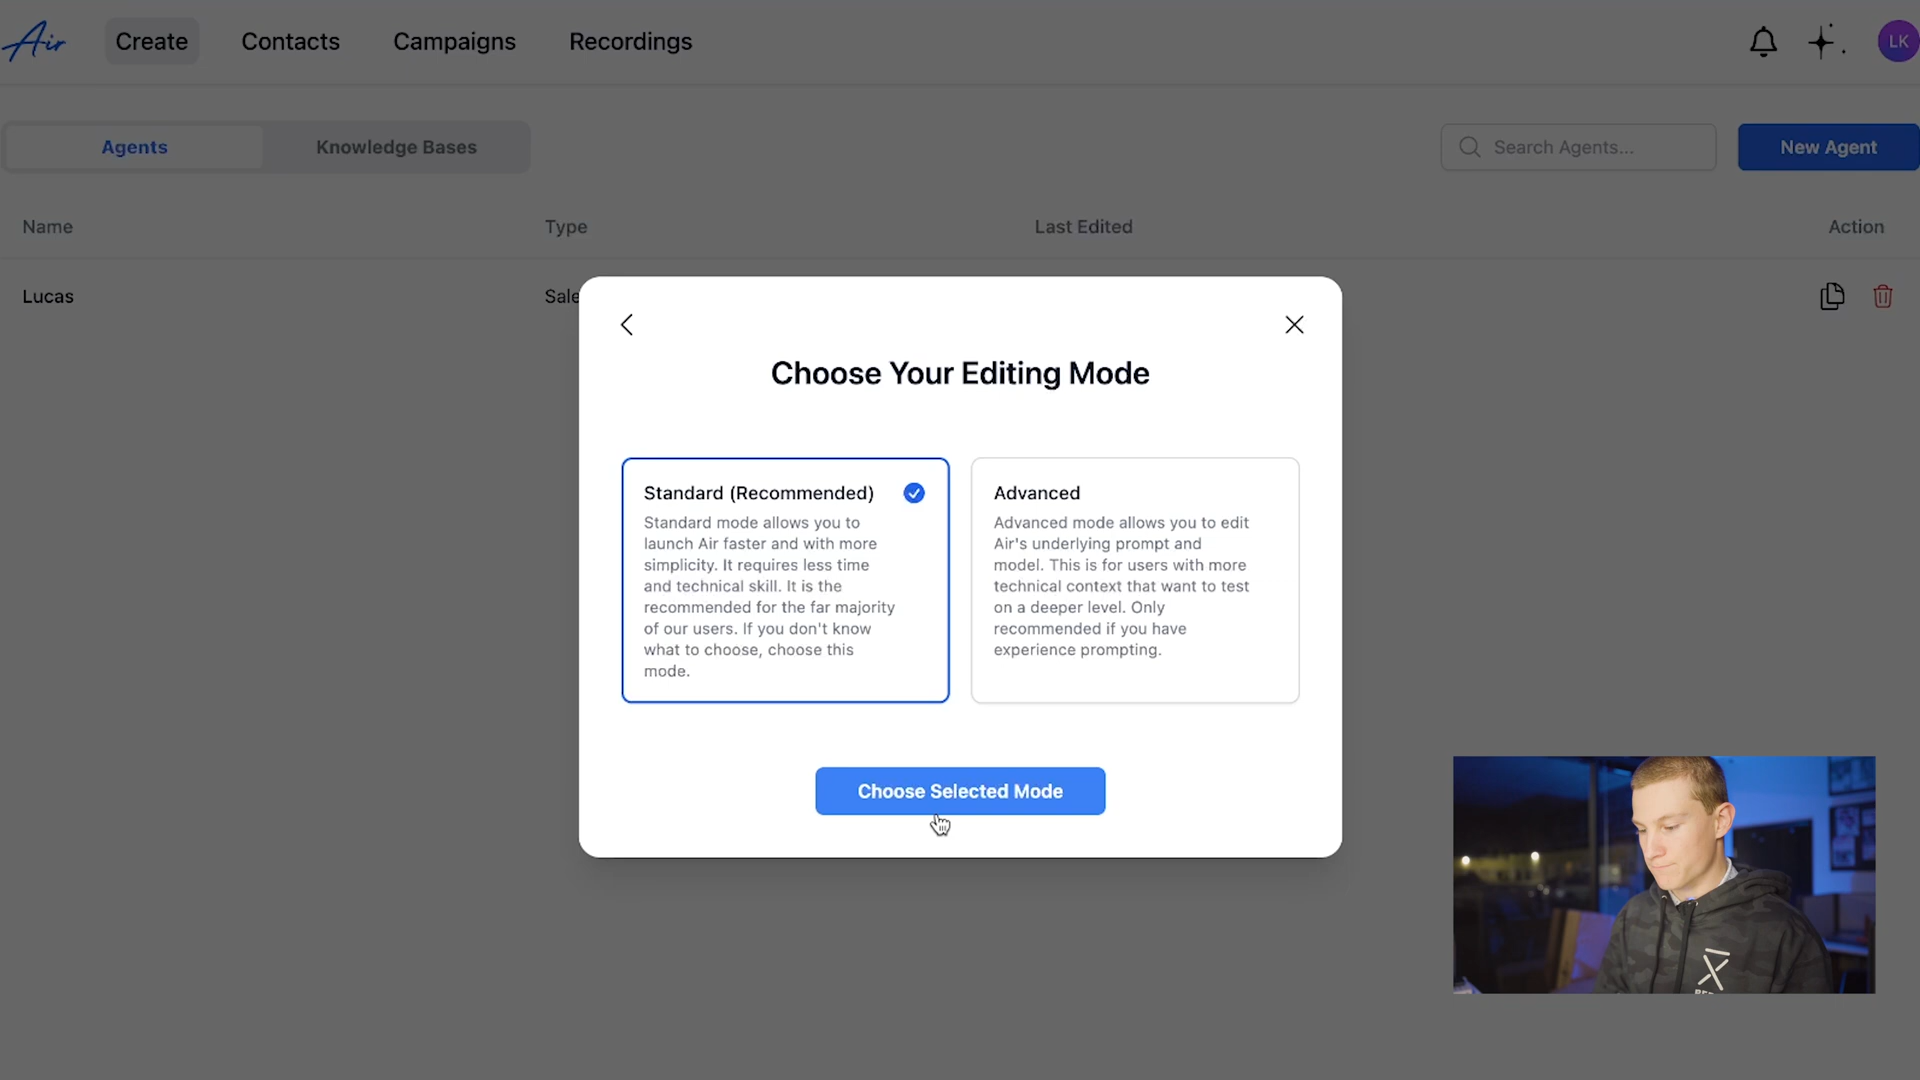 Air
Create
Contacts
Campaigns
Recordings
LK
Agents
Knowledge Bases
Search Agents...
New Agent
Name
Type
Last Edited
Action
Lucas
Sale
Choose Your Editing Mode
Standard (Recommended)
Standard mode allows you to
launch Air faster and with more
simplicity. It requires less time
and technical skill. It is the
recommended for the far majority
of our users. If you don't know
what to choose, choose this
mode.
Advanced
Advanced mode allows you to edit
Air's underlying prompt and
model. This is for users with more
technical context that want to test
on a deeper level. Only
recommended if you have
experience prompting.
Choose Selected Mode